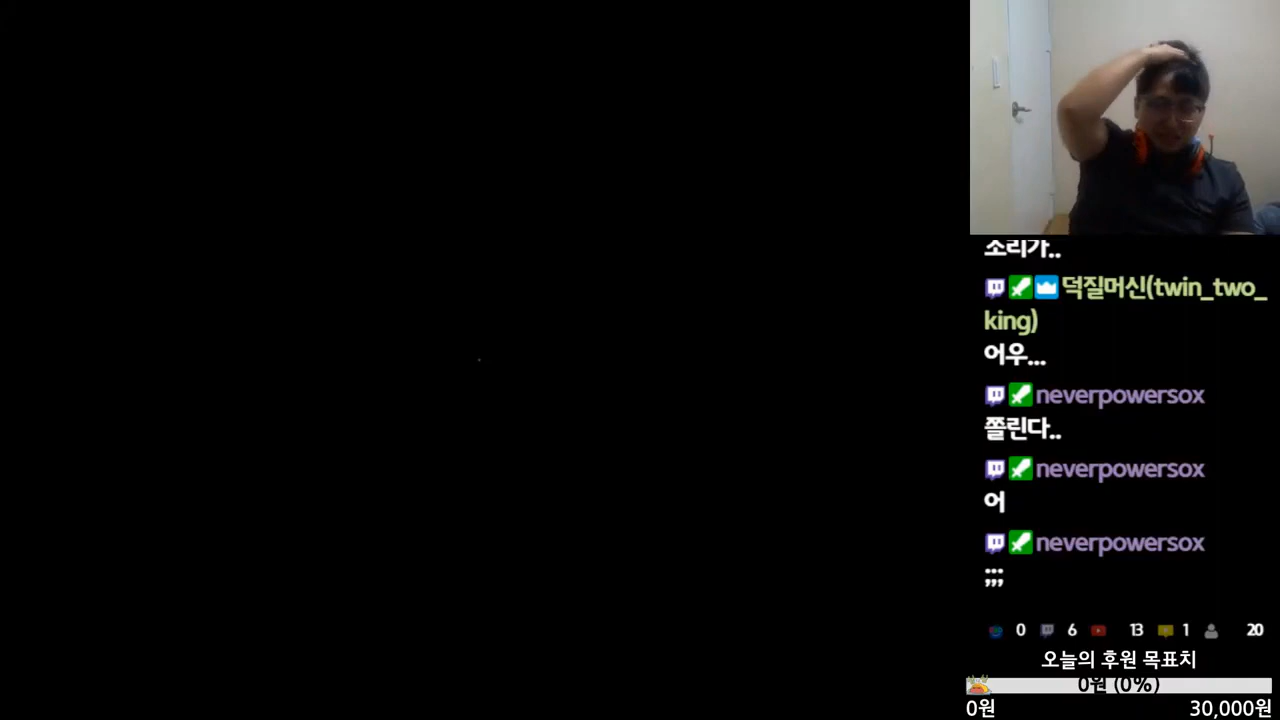 소리가..
덕질머신(twin_two_
king)
어우...
neverpowersox
쫄린다..
neverpowersox
어
neverpowersox
;;;
0 6 13 1 20
오늘의 후원 목표치
0원 (0%)
0원 30,000원